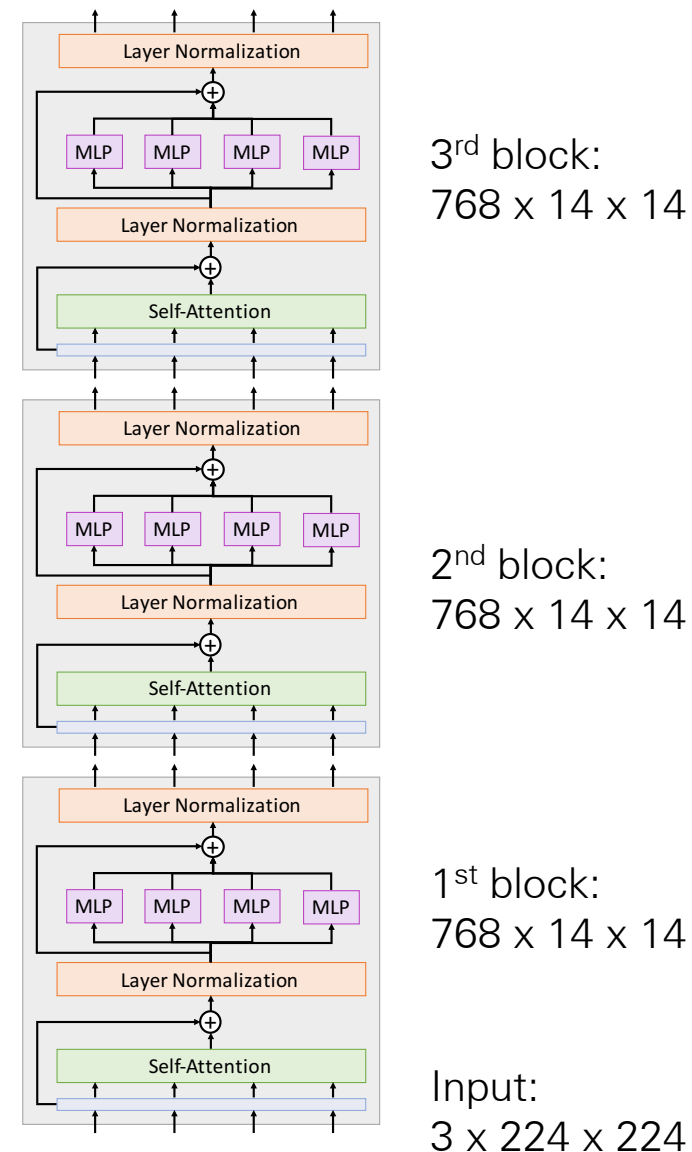 Layer Normalization
MLP MLP MLP MLP
3rd block:
768 x 14 x 14
Layer Normalization
Self-Attention
Layer Normalization
MLP MLP MLP MLP
2nd block:
768 x 14 x 14
Layer Normalization
Self-Attention
Layer Normalization
MLP MLP MLP MLP
1st block:
768 x 14 x 14
Layer Normalization
Self-Attention
Input:
3 x 224 x 224